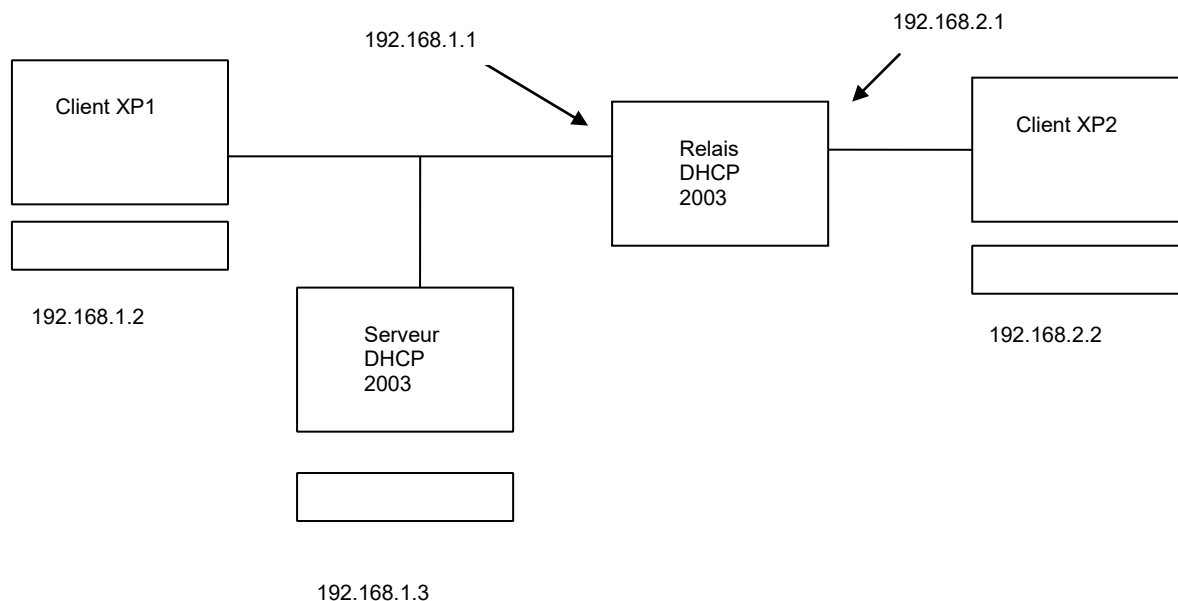 192.168.1.1
192.168.2.1
Client XP1
Client XP2
Relais
DHCP
2003
192.168.1.2
Serveur
DHCP
2003
192.168.2.2
192.168.1.3